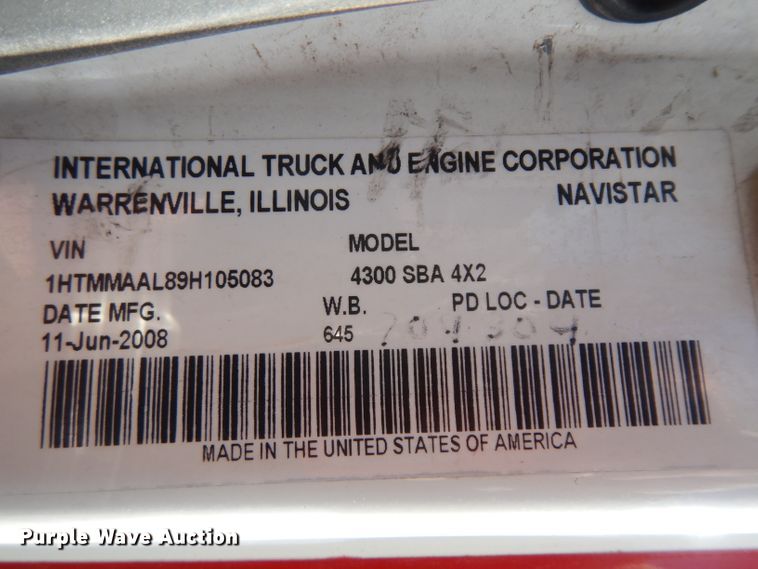 INTERNATIONAL TRUCK AND ENGINE CORPORATION
WARRENVILLE, ILLINOIS NAVISTAR
VIN MODEL
1HTMMAAL89H105083 4300 SBA 4X2
DATE MFG. W.B. PD LOC - DATE
11-Jun-2008 645
MADE IN THE UNITED STATES OF AMERICA
Purple Wave Auction